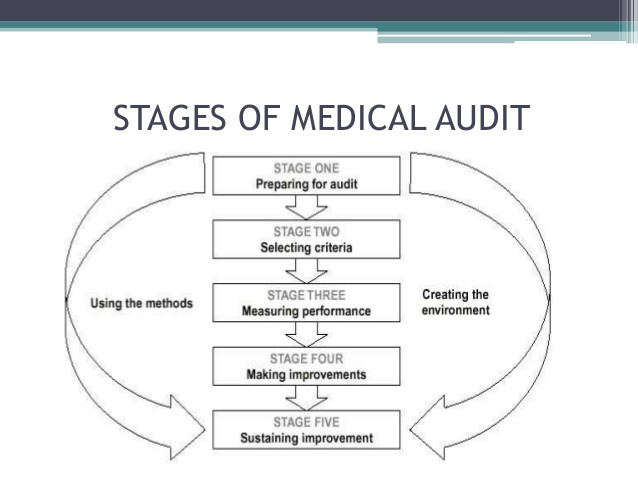 STAGES OF MEDICAL AUDIT
STAGE ONE
Preparing for audit
STAGE TWO
Selecting criteria
STAGE THREE
Measuring performance
Using the methods
Creating the
environment
STAGE FOUR
Making improvements
STAGE FIVE
Sustaining improvement